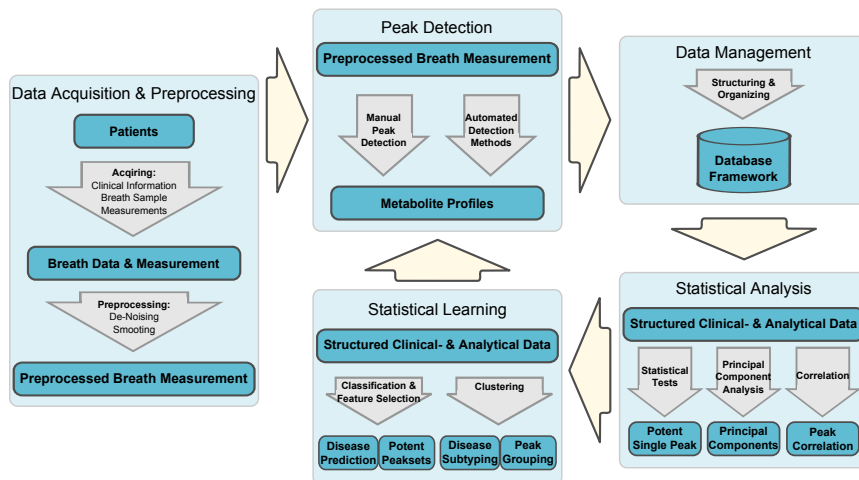 Data Acquisition & Preprocessing
Patients
Acqiring:
Clinical Information
Breath Sample
Measurements
Breath Data & Measurement
Preprocessing:
De-Noising
Smooting
Preprocessed Breath Measurement
Peak Detection
Preprocessed Breath Measurement
Manual
Peak
Detection
Automated
Detection
Methods
Metabolite Profiles
Data Management
Structuring &
Organizing
Database
Framework
Statistical Analysis
Structured Clinical- & Analytical Data
Statistical
Tests
Principal
Component
Analysis
Correlation
Potent
Single Peak
Principal
Components
Peak
Correlation
Statistical Learning
Structured Clinical- & Analytical Data
Classification &
Feature Selection
Clustering
Disease
Prediction
Potent
Peaksets
Disease
Subtyping
Peak
Grouping